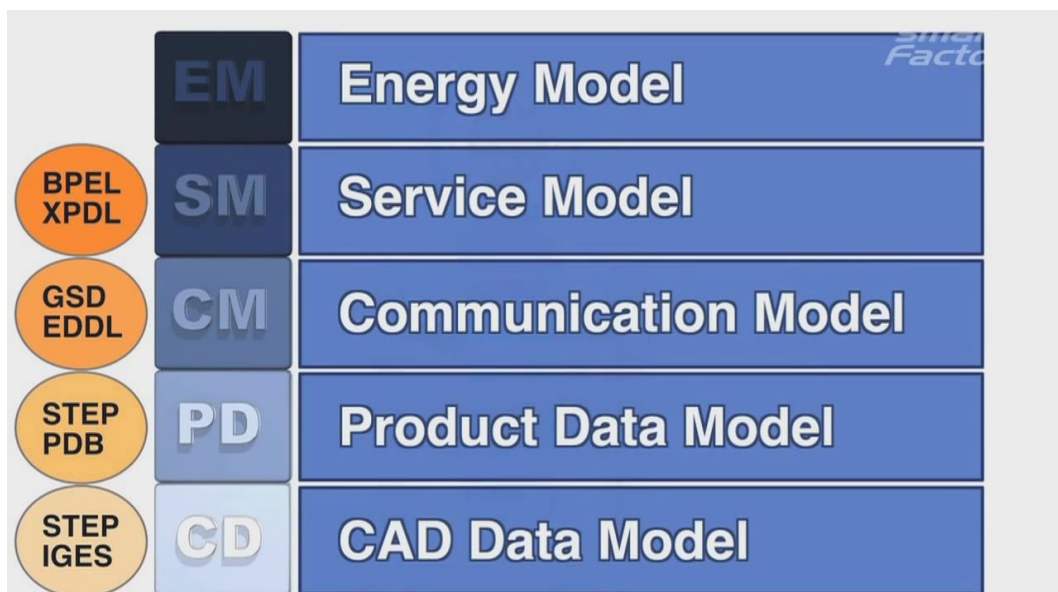 Facto
EM Energy Model
BPEL
XPDL
SM Service Model
GSD
EDDL
CM Communication Model
STEP
PDB
PD Product Data Model
STEP
IGES
CD CAD Data Model